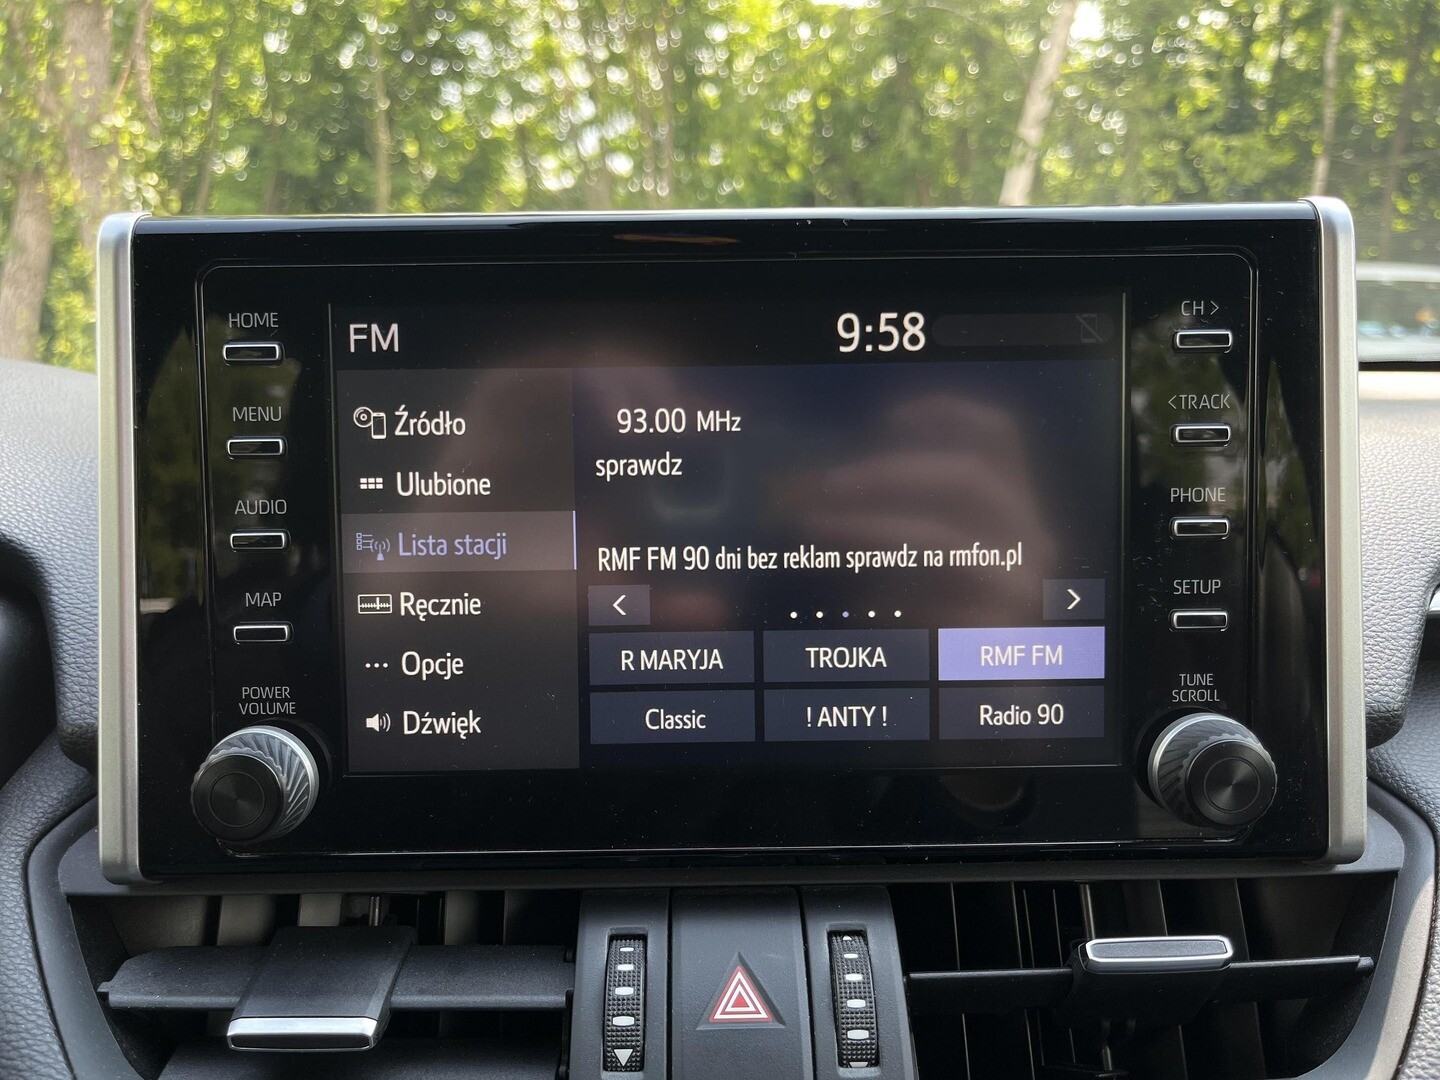 HOME
MENU
AUDIO
MAP
POWER
VOLUME
FM
9:58
Źródło
Ulubione
Lista stacji
Ręcznie
Opcje
Dźwięk
93.00 MHz
sprawdz
RMF FM 90 dni bez reklam sprawdz na rmfon.pl
< >
R MARYJA TROJKA RMF FM
Classic ! ANTY ! Radio 90
CH >
< TRACK
PHONE
SETUP
TUNE
SCROLL